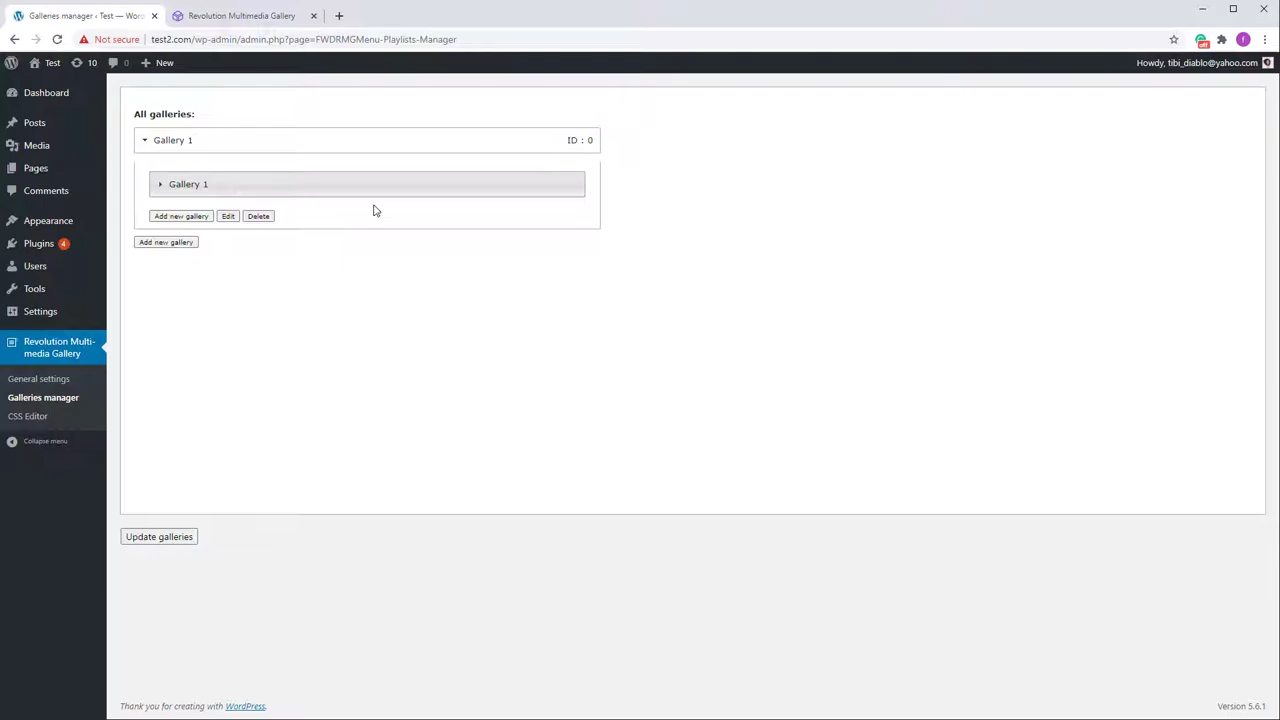 Galleries manager ‹ Test — Wor
Revolution Multimedia Gallery
Not secure
test2.com/wp-admin/admin.php?page=FWDRMGMenu-Playlists-Manager
off
f
Test
10
0
New
Howdy, tibi_diablo@yahoo.com
Dashboard
Posts
Media
Pages
Comments
Appearance
Plugins 4
Users
Tools
Settings
Revolution Multi-
media Gallery
General settings
Galleries manager
CSS Editor
Collapse menu
All galleries:
Gallery 1
ID : 0
Gallery 1
Add new gallery
Edit
Delete
Add new gallery
Update galleries
Thank you for creating with WordPress.
Version 5.6.1